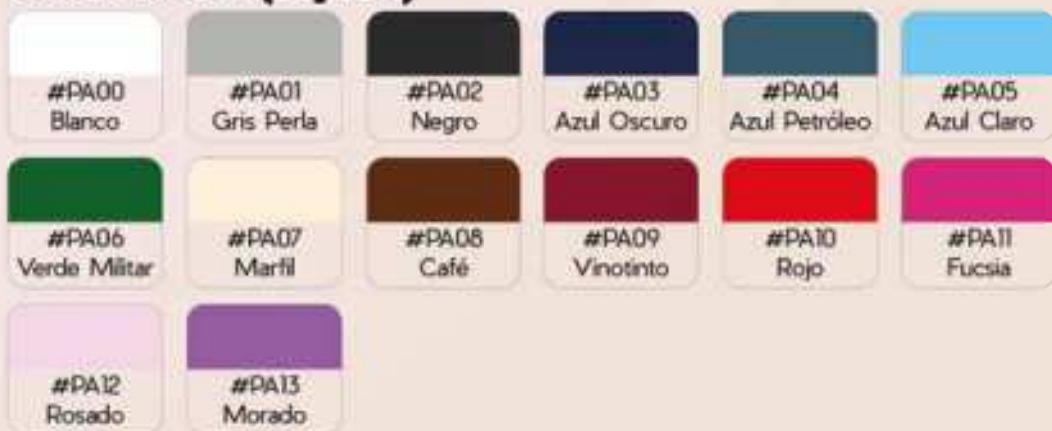 #PA00 #PA01 #PA02 #PA03 #PA04 #PA05
Blanco Gris Perla Negro Azul Oscuro Azul Petróleo Azul Claro
#PA06 #PA07 #PA08 #PA09 #PA10 #PA11
Verde Militar Marfil Café Vinotinto Rojo Fucsia
#PA12 #PA13
Rosado Morado